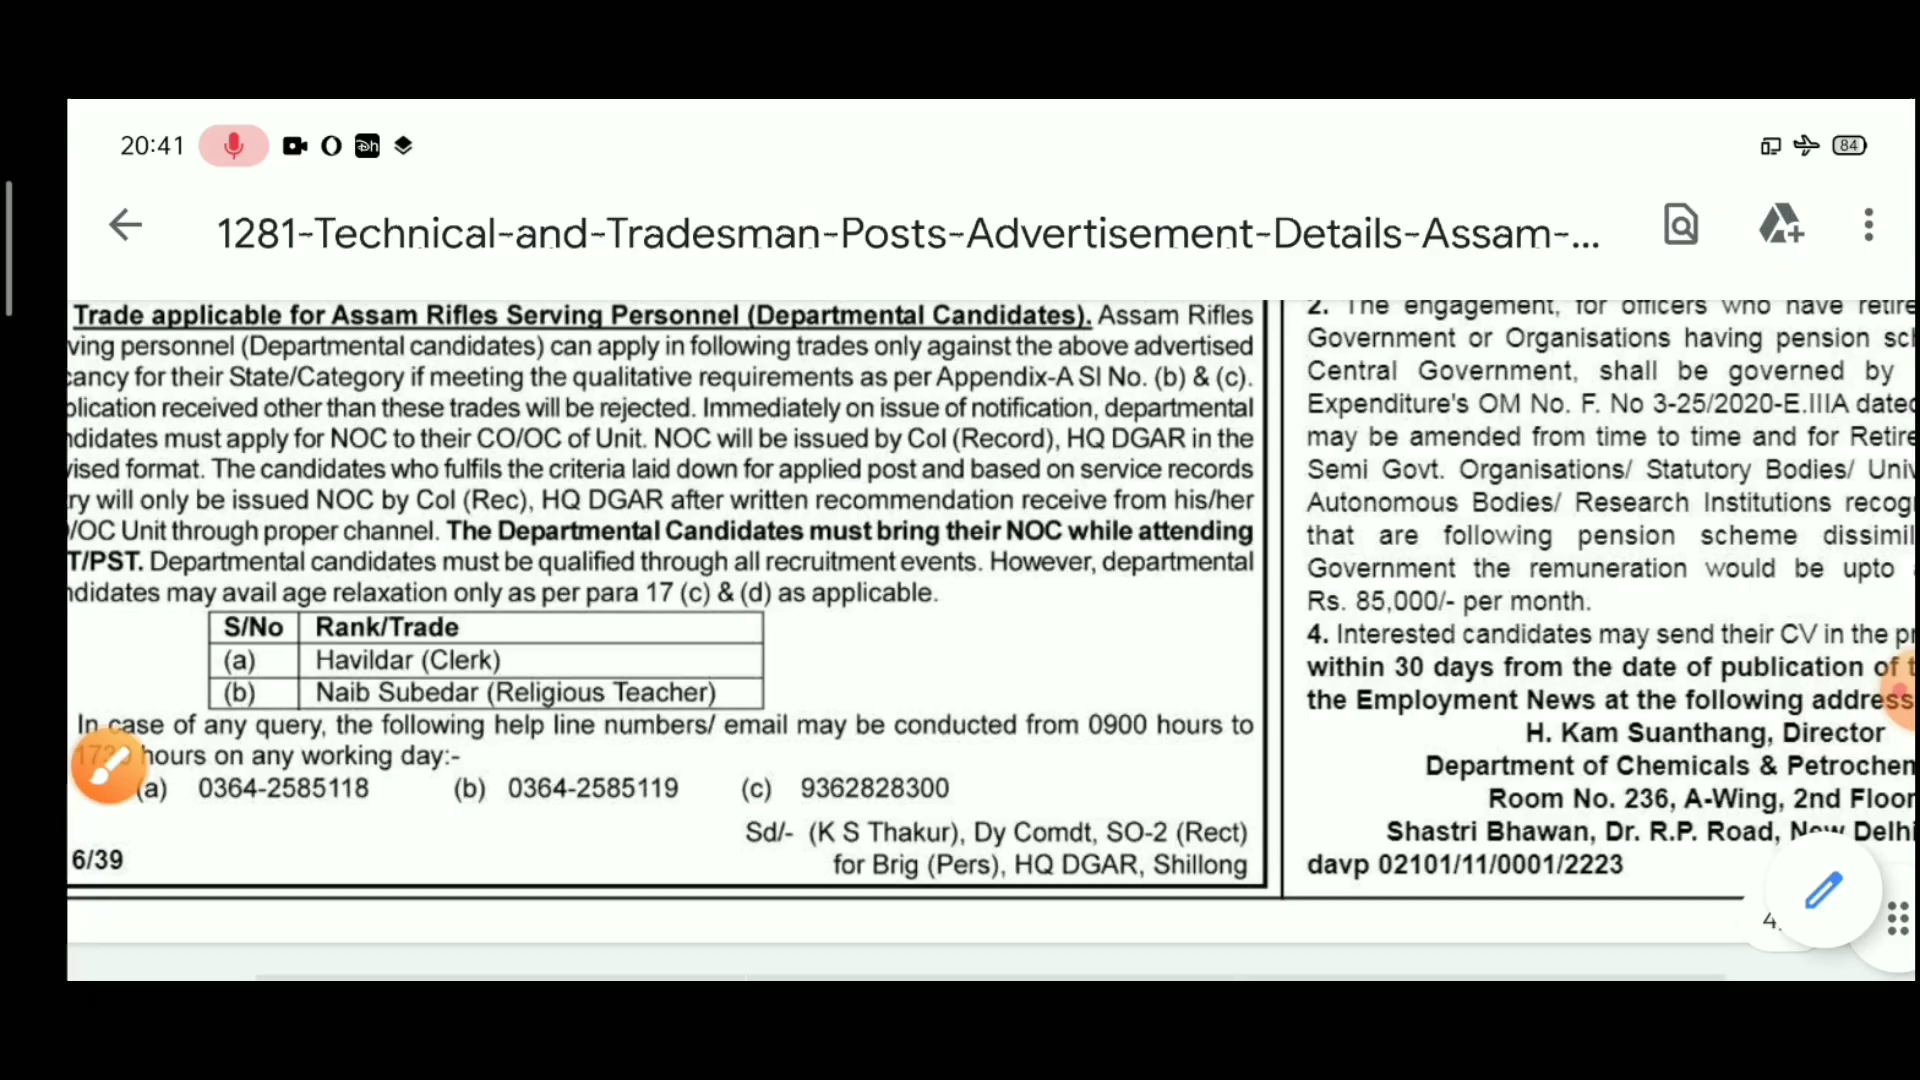 20:41
84
1281-Technical-and-Tradesman-Posts-Advertisement-Details-Assam-...
Trade applicable for Assam Rifles Serving Personnel (Departmental Candidates). Assam Rifles
ving personnel (Departmental candidates) can apply in following trades only against the above advertised
cancy for their State/Category if meeting the qualitative requirements as per Appendix-A Sl No. (b) & (c).
plication received other than these trades will be rejected. Immediately on issue of notification, departmental
ndidates must apply for NOC to their CO/OC of Unit. NOC will be issued by Col (Record), HQ DGAR in the
vised format. The candidates who fulfils the criteria laid down for applied post and based on service records
ry will only be issued NOC by Col (Rec), HQ DGAR after written recommendation receive from his/her
/OC Unit through proper channel. The Departmental Candidates must bring their NOC while attending
T/PST. Departmental candidates must be qualified through all recruitment events. However, departmental
ndidates may avail age relaxation only as per para 17 (c) & (d) as applicable.
S/No Rank/Trade
(a) Havildar (Clerk)
(b) Naib Subedar (Religious Teacher)
In case of any query, the following help line numbers/ email may be conducted from 0900 hours to
hours on any working day:-
(a) 0364-2585118 (b) 0364-2585119 (c) 9362828300
Sd/- (K S Thakur), Dy Comdt, SO-2 (Rect)
6/39 for Brig (Pers), HQ DGAR, Shillong
2. The engagement, for officers who have retire
Government or Organisations having pension sch
Central Government, shall be governed by
Expenditure's OM No. F. No 3-25/2020-E.IIIA dated
may be amended from time to time and for Retire
Semi Govt. Organisations/ Statutory Bodies/ Univ
Autonomous Bodies/ Research Institutions recog
that are following pension scheme dissimil
Government the remuneration would be upto
Rs. 85,000/- per month.
4. Interested candidates may send their CV in the pr
within 30 days from the date of publication of t
the Employment News at the following address
H. Kam Suanthang, Director
Department of Chemicals & Petrochem
Room No. 236, A-Wing, 2nd Floor
Shastri Bhawan, Dr. R.P. Road, New Delhi
davp 02101/11/0001/2223